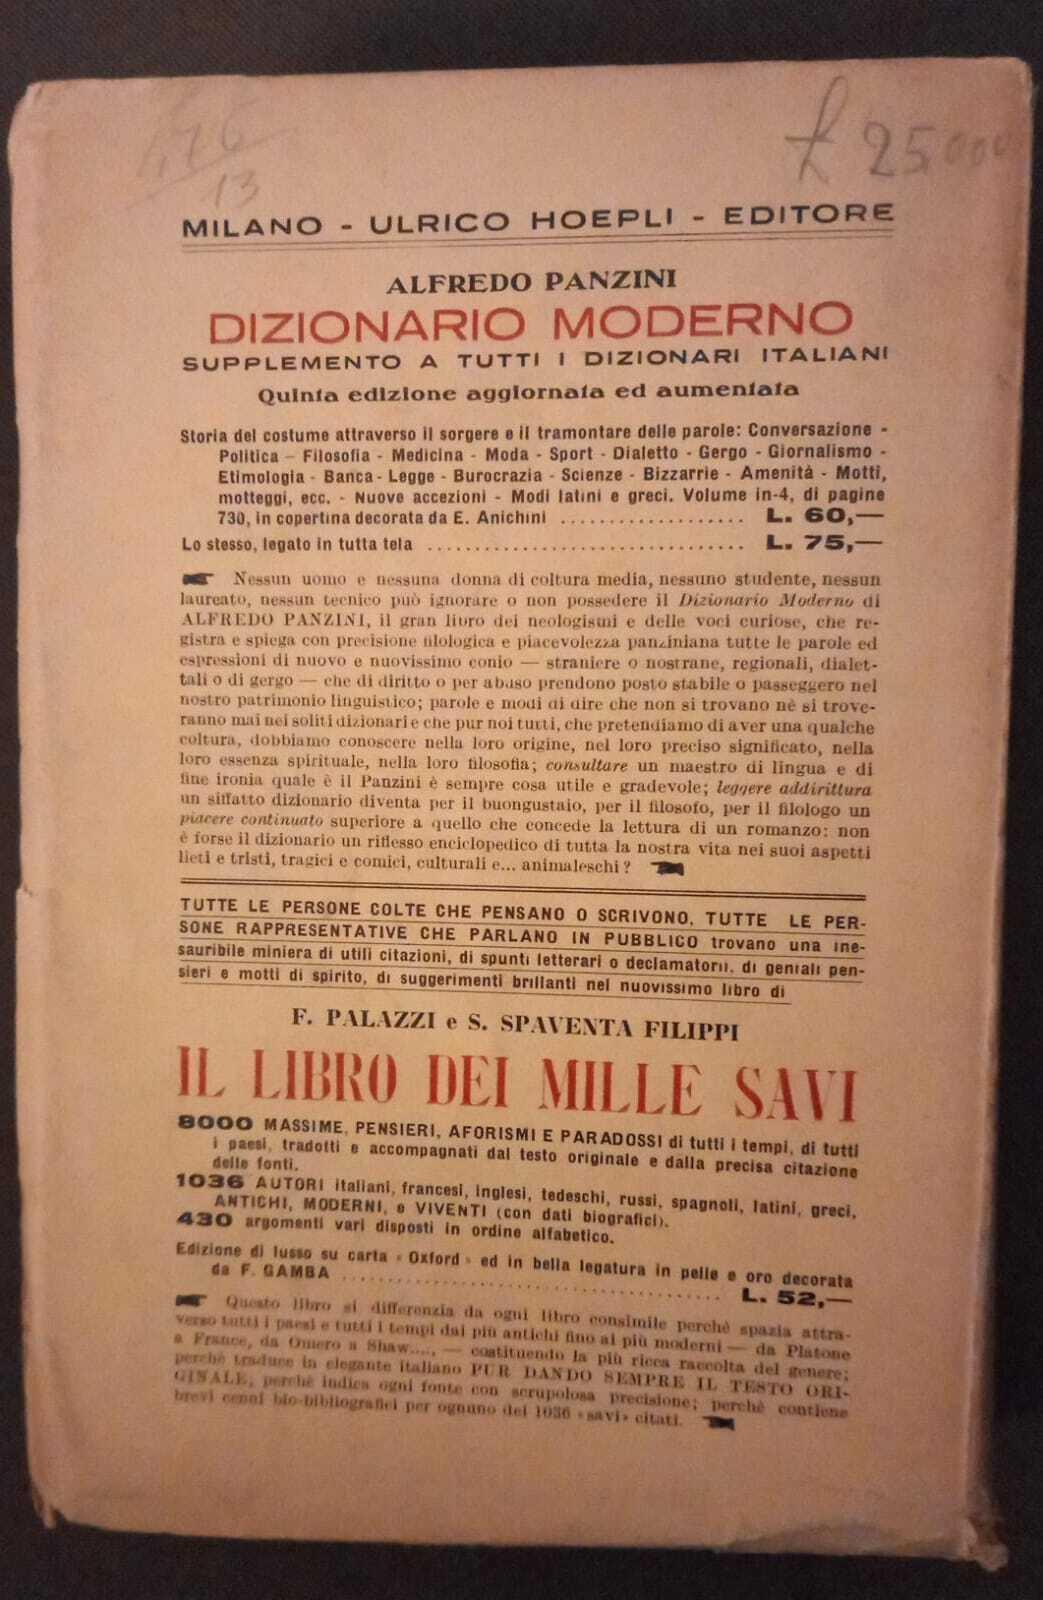 476
13
£ 25000
MILANO - ULRICO HOEPLI - EDITORE
ALFREDO PANZINI
DIZIONARIO MODERNO
SUPPLEMENTO A TUTTI I DIZIONARI ITALIANI
Quinta edizione aggiornata ed aumentata
Storia del costume attraverso il sorgere e il tramontare delle parole: Conversazione -
Politica - Filosofia - Medicina - Moda - Sport - Dialetto - Gergo - Giornalismo -
Etimologia - Banca - Legge - Burocrazia - Scienze - Bizzarrie - Amenità - Motti,
motteggi, ecc. - Nuove accezioni - Modi latini e greci. Volume in-4, di pagine
730, in copertina decorata da E. Anichini ................... L. 60,—
Lo stesso, legato in tutta tela ................................ L. 75,—
Nessun uomo e nessuna donna di coltura media, nessuno studente, nessun
laureato, nessun tecnico può ignorare o non possedere il Dizionario Moderno di
ALFREDO PANZINI, il gran libro dei neologismi e delle voci curiose, che re-
gistra e spiega con precisione filologica e piacevolezza panziniana tutte le parole ed
espressioni di nuovo e nuovissimo conio — straniere o nostrane, regionali, dialet-
tali o di gergo — che di diritto o per abuso prendono posto stabile o passeggero nel
nostro patrimonio linguistico; parole e modi di dire che non si trovano nè si trove-
ranno mai nei soliti dizionari e che pur noi tutti, che pretendiamo di aver una qualche
coltura, dobbiamo conoscere nella loro origine, nel loro preciso significato, nella
loro essenza spirituale, nella loro filosofia; consultare un maestro di lingua e di
fine ironia quale è il Panzini è sempre cosa utile e gradevole; leggere addirittura
un siffatto dizionario diventa per il buongustaio, per il filosofo, per il filologo un
piacere continuato superiore a quello che concede la lettura di un romanzo: non
è forse il dizionario un riflesso enciclopedico di tutta la nostra vita nei suoi aspetti
lieti e tristi, tragici e comici, culturali e... animaleschi?
TUTTE LE PERSONE COLTE CHE PENSANO O SCRIVONO, TUTTE LE PER-
SONE RAPPRESENTATIVE CHE PARLANO IN PUBBLICO trovano una ine-
sauribile miniera di utili citazioni, di spunti letterari o declamatorii, di geniali pen-
sieri e motti di spirito, di suggerimenti brillanti nel nuovissimo libro di
F. PALAZZI e S. SPAVENTA FILIPPI
IL LIBRO DEI MILLE SAVI
8000 MASSIME, PENSIERI, AFORISMI E PARADOSSI di tutti i tempi, di tutti
i paesi, tradotti e accompagnati dal testo originale e dalla precisa citazione
delle fonti.
1036 AUTORI italiani, francesi, inglesi, tedeschi, russi, spagnoli, latini, greci,
ANTICHI, MODERNI, e VIVENTI (con dati biografici).
430 argomenti vari disposti in ordine alfabetico.
Edizione di lusso su carta « Oxford » ed in bella legatura in pelle e oro decorata
da F. GAMBA ........................................ L. 52,—
Questo libro si differenzia da ogni libro consimile perchè spazia attra-
verso tutti i paesi e tutti i tempi dai più antichi fino ai più moderni — da Platone
a France, da Omero a Shaw...., — costituendo la più ricca raccolta del genere;
perchè traduce in elegante italiano PUR DANDO SEMPRE IL TESTO ORI-
GINALE, perchè indica ogni fonte con scrupolosa precisione; perchè contiene
brevi cenni bio-bibliografici per ognuno dei 1036 «savi» citati.